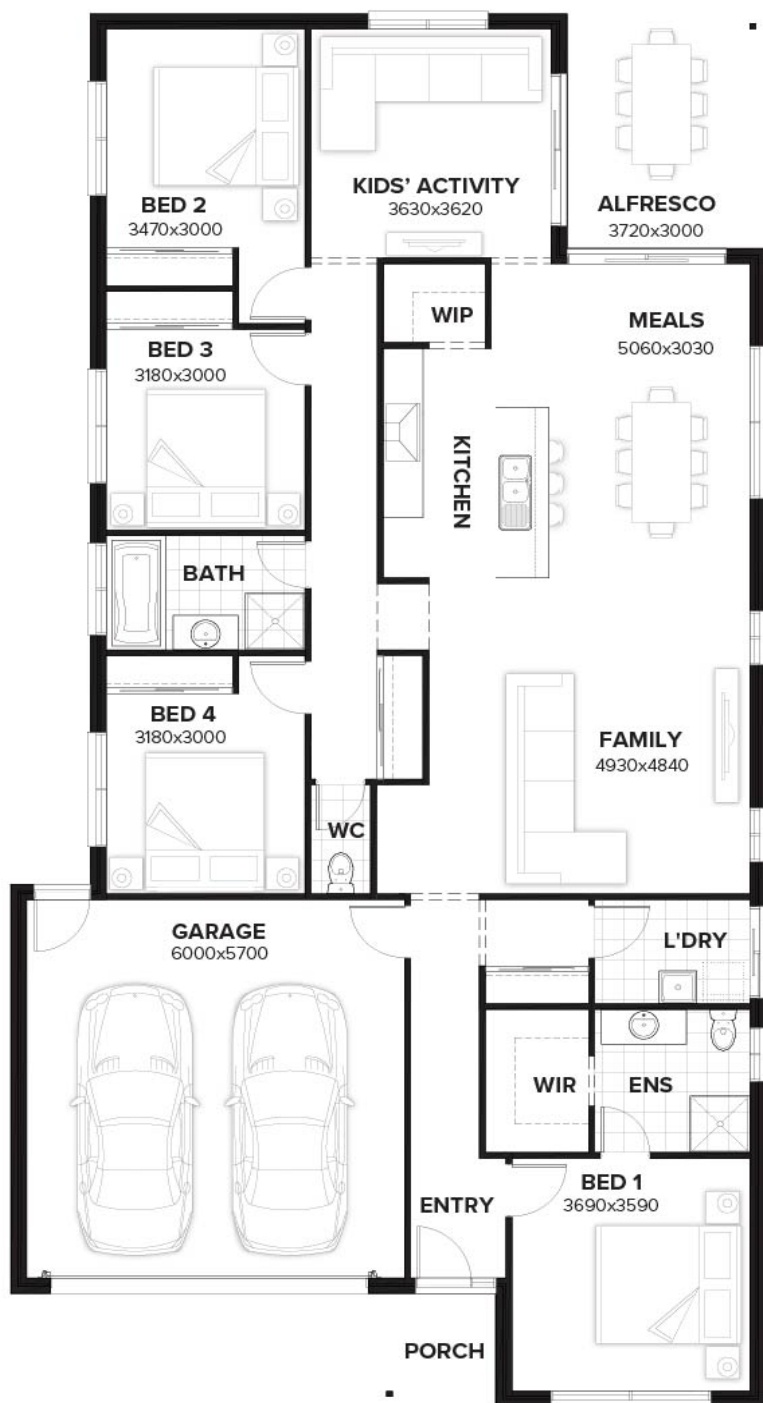 KIDS' ACTIVITY
3630x3620
BED 2
3470x3000
ALFRESCO
3720x3000
WIP
MEALS
5060x3030
BED 3
3180x3000
KITCHEN
BATH
BED 4
3180x3000
FAMILY
4930x4840
WC
GARAGE
6000x5700
L'DRY
WIR
ENS
BED 1
3690x3590
ENTRY
PORCH